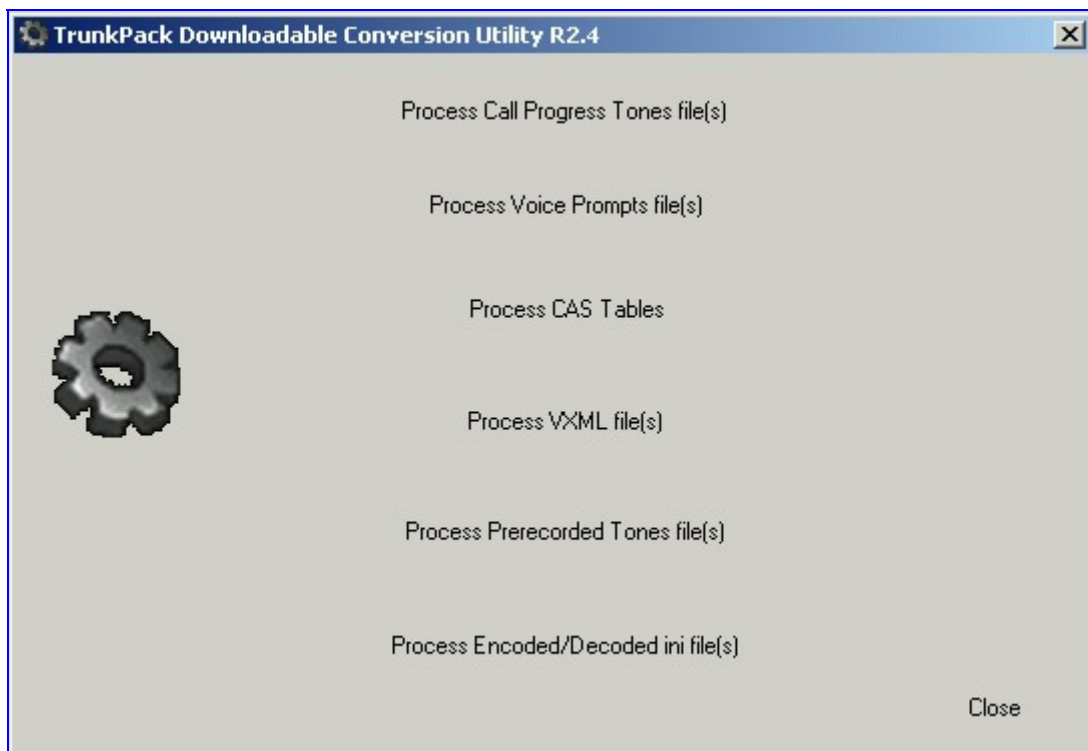 TrunkPack Downloadable Conversion Utility R2.4
Process Call Progress Tones file(s)
Process Voice Prompts file(s)
Process CAS Tables
Process VXML file(s)
Process Prerecorded Tones file(s)
Process Encoded/Decoded ini file(s)
Close